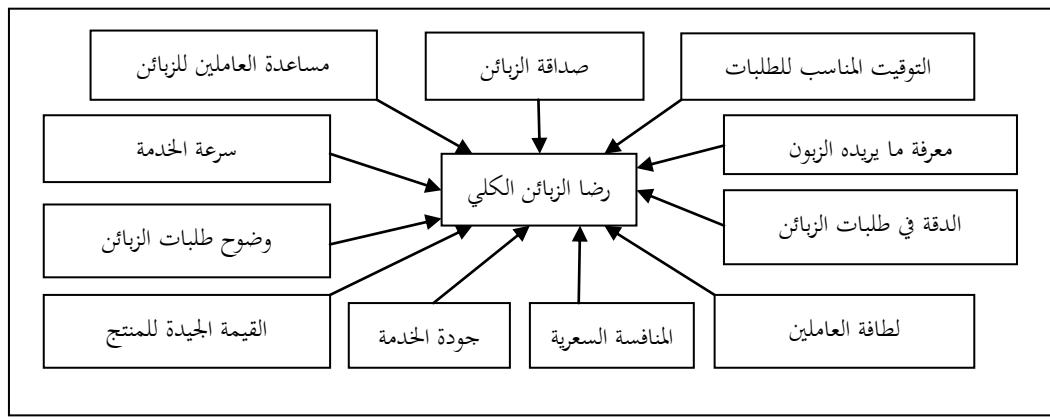 التوقيت المناسب للطلبات
صداقة الزبائن
مساعدة العاملين للزبائن
معرفة ما يريده الزبون
سرعة الخدمة
رضا الزبائن الكلي
الدقة في طلبات الزبائن
وضوح طلبات الزبائن
لطافة العاملين
المنافسة السعرية
جودة الخدمة
القيمة الجيدة للمنتج